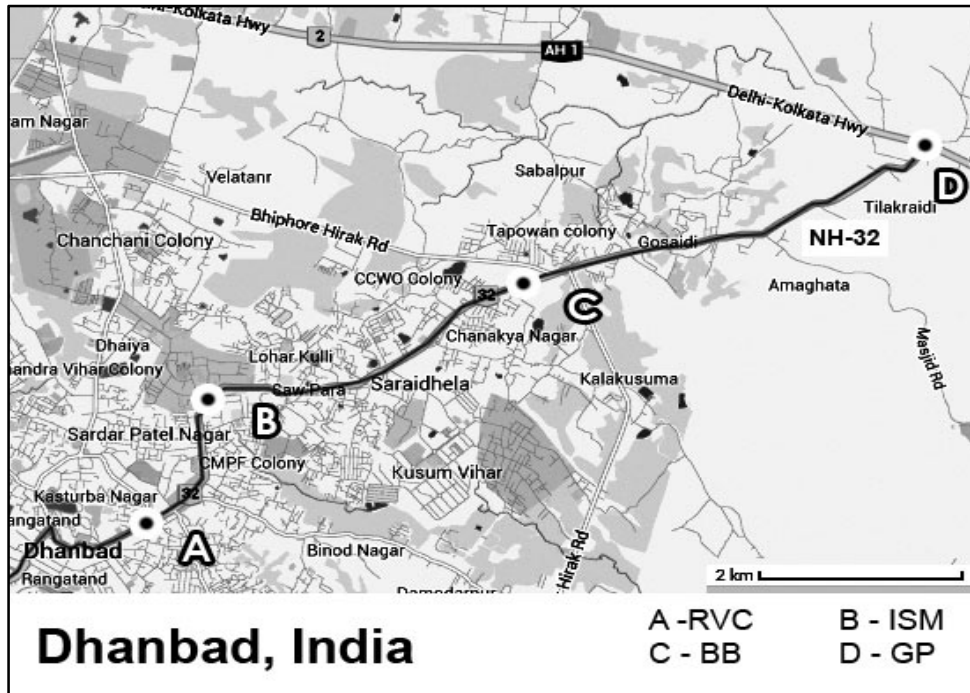 Delhi-Kolkata Hwy
2
AH 1
Delhi-Kolkata Hwy
am Nagar
Velatanr
Sabalpur
D
Tilakraidi
Bhiphore Hirak Rd
Tapowan colony
Chanchani Colony
Gosaidi
NH-32
CCWO Colony
Amaghata
32
C
Chanakya Nagar
Masjid Rd
Dhaiya
Lohar Kulli
handra Vihar Colony
Saw Para
Saraidhela
Kalakusuma
B
Sardar Patel Nagar
CMPF Colony
Kusum Vihar
32
Kasturba Nagar
angatand
A
Dhanbad
Binod Nagar
Hirak Rd
Rangatand
2 km
Damodarpur
Dhanbad, India
A -RVC B - ISM
C - BB D - GP